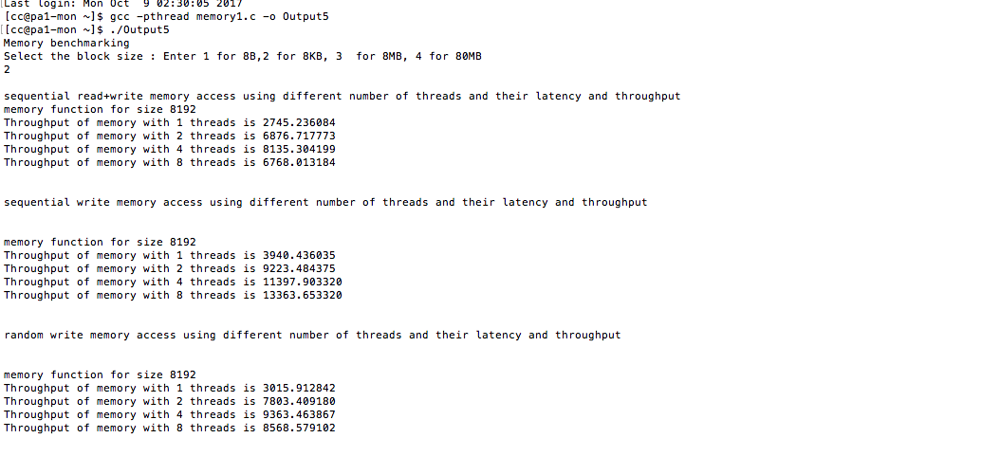 Last login: Mon Oct  9 02:30:05 2017
[cc@pa1-mon ~]$ gcc -pthread memory1.c -o Output5
[cc@pa1-mon ~]$ ./Output5
Memory benchmarking
Select the block size : Enter 1 for 8B,2 for 8KB, 3  for 8MB, 4 for 80MB
2
sequential read+write memory access using different number of threads and their latency and throughput
memory function for size 8192
Throughput of memory with 1 threads is 2745.236084
Throughput of memory with 2 threads is 6876.717773
Throughput of memory with 4 threads is 8135.304199
Throughput of memory with 8 threads is 6768.013184
sequential write memory access using different number of threads and their latency and throughput
memory function for size 8192
Throughput of memory with 1 threads is 3940.436035
Throughput of memory with 2 threads is 9223.484375
Throughput of memory with 4 threads is 11397.903320
Throughput of memory with 8 threads is 13363.653320
random write memory access using different number of threads and their latency and throughput
memory function for size 8192
Throughput of memory with 1 threads is 3015.912842
Throughput of memory with 2 threads is 7803.409180
Throughput of memory with 4 threads is 9363.463867
Throughput of memory with 8 threads is 8568.579102